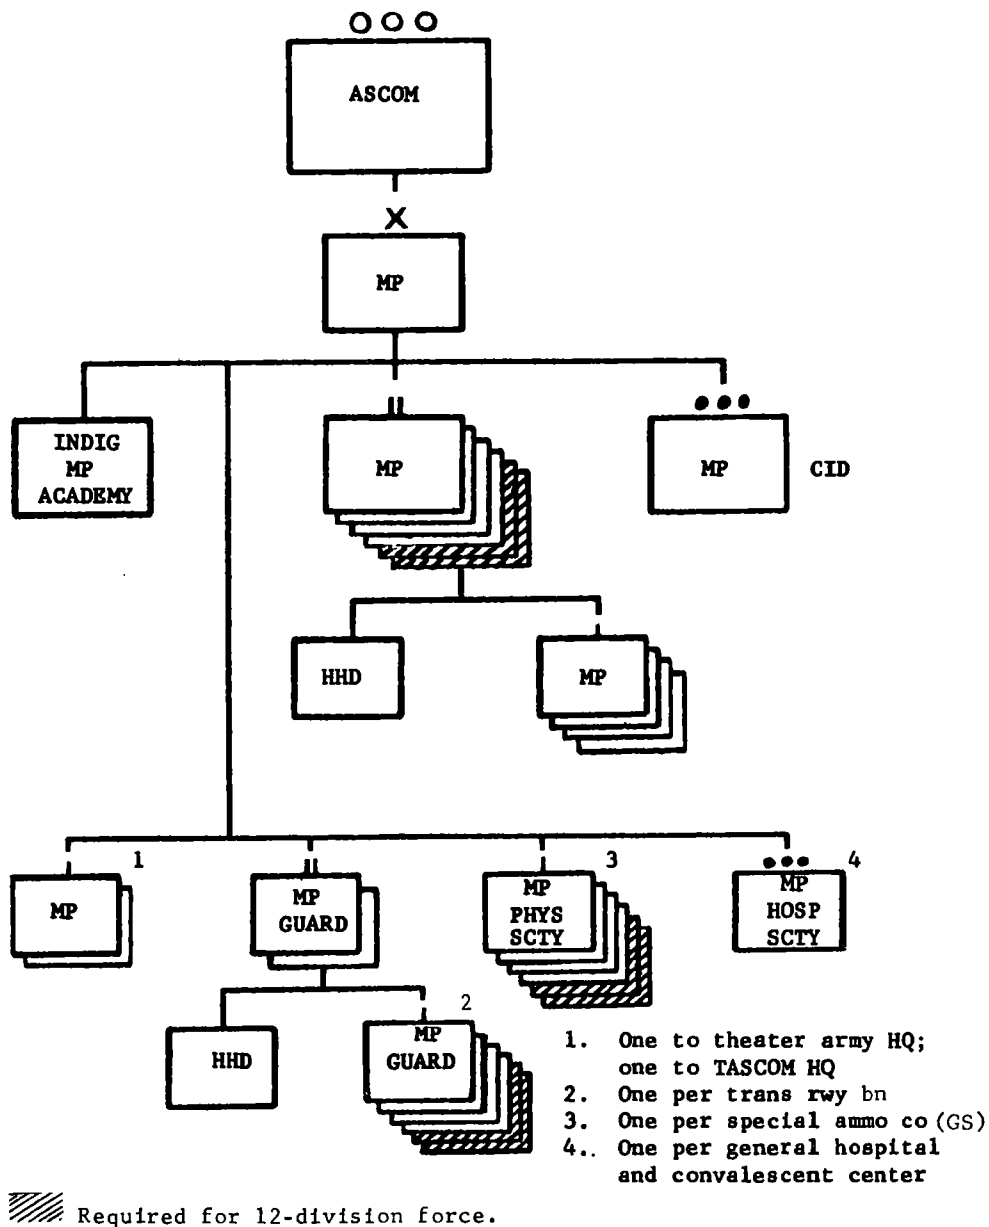 ASCOM
X
MP
INDIG
MP
ACADEMY
MP
MP
CID
HHD
MP
1
3
4
MP
MP
GUARD
MP
PHYS
SCTY
MP
HOSP
SCTY
2
HHD
MP
GUARD
1. One to theater army HQ;
one to TASCOM HQ
2. One per trans rwy bn
3. One per special ammo co (GS)
4.. One per general hospital
and convalescent center
Required for 12-division force.